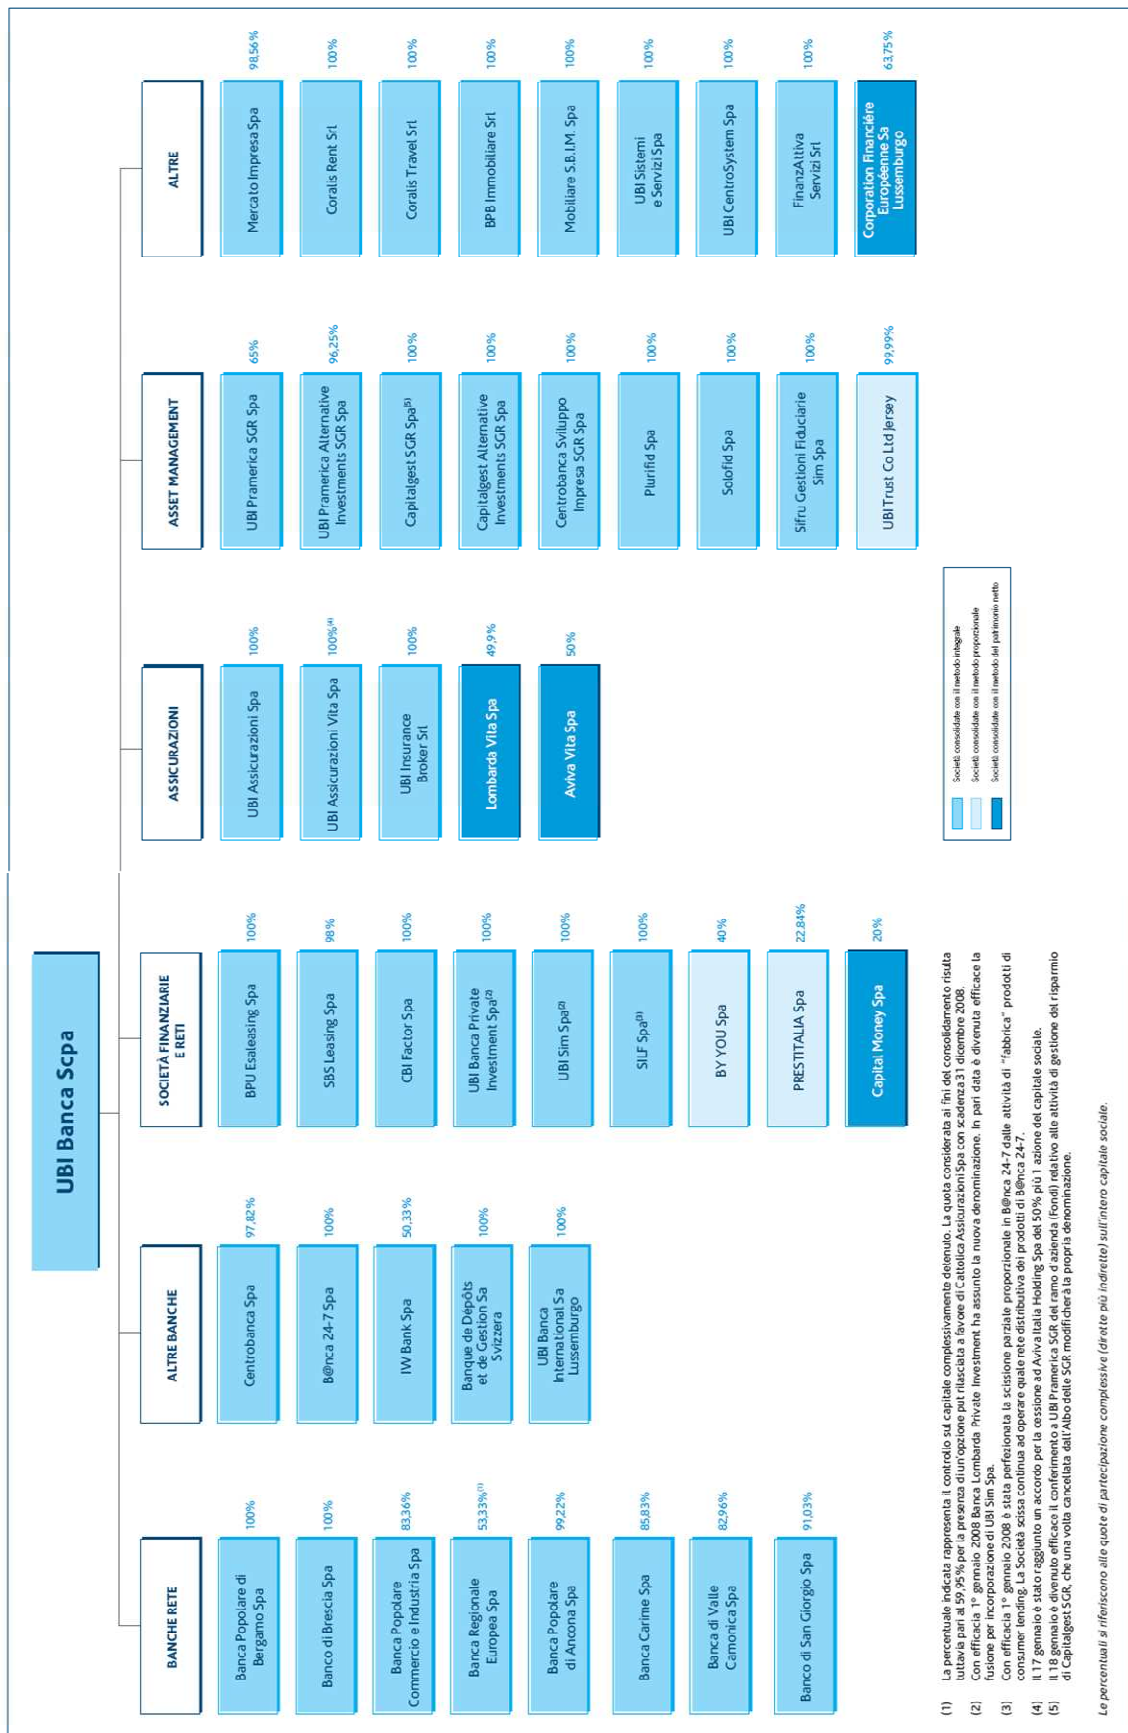 UBI Banca Scpa
BANCHE RETE
Banca Popolare di
Bergamo Spa
100%
Banco di Brescia Spa
100%
Banca Popolare
Commercio e Industria Spa
83,36%
Banca Regionale
Europea Spa
53,33%(1)
Banca Popolare
di Ancona Spa
99,22%
Banca Carime Spa
85,83%
Banca di Valle
Camonica Spa
82,96%
Banco di San Giorgio Spa
91,03%
ALTRE BANCHE
Centrobanca Spa
97,82%
B@nca 24-7 Spa
100%
IW Bank Spa
50,33%
Banque de Dépôts
et de Gestion Sa
Svizzera
100%
UBI Banca
International Sa
Lussemburgo
100%
SOCIETÀ FINANZIARIE
E RETI
BPU Esaleasing Spa
100%
SBS Leasing Spa
98%
CBI Factor Spa
100%
UBI Banca Private
Investment Spa(2)
100%
UBI Sim Spa(2)
100%
SILF Spa(3)
100%
BY YOU Spa
40%
PRESTITALIA Spa
22,84%
Capital Money Spa
20%
ASSICURAZIONI
UBI Assicurazioni Spa
100%
UBI Assicurazioni Vita Spa
100%(4)
UBI Insurance
Broker Srl
100%
Lombarda Vita Spa
49,9%
Aviva Vita Spa
50%
ASSET MANAGEMENT
UBI Pramerica SGR Spa
65%
UBI Pramerica Alternative
Investments SGR Spa
96,25%
Capitalgest SGR Spa(5)
100%
Capitalgest Alternative
Investments SGR Spa
100%
Centrobanca Sviluppo
Impresa SGR Spa
100%
Plurifid Spa
100%
Solofid Spa
100%
Sifru Gestioni Fiduciarie
Sim Spa
100%
UBI Trust Co Ltd Jersey
99,99%
ALTRE
Mercato Impresa Spa
98,56%
Coralis Rent Srl
100%
Coralis Travel Srl
100%
BPB Immobiliare Srl
100%
Mobiliare S.B.I.M. Spa
100%
UBI Sistemi
e Servizi Spa
100%
UBI CentroSystem Spa
100%
FinanzAttiva
Servizi Srl
100%
Corporation Financiére
Européenne Sa
Lussemburgo
63,75%
Società consolidate con il metodo integrale
Società consolidate con il metodo proporzionale
Società consolidate con il metodo del patrimonio netto
(1) La percentuale indicata rappresenta il controllo sul capitale complessivamente detenuto. La quota considerata ai fini del consolidamento risulta
tuttavia pari al 59,95% per la presenza di un'opzione put rilasciata a favore di Cattolica Assicurazioni Spa con scadenza 31 dicembre 2008.
(2) Con efficacia 1° gennaio 2008 Banca Lombarda Private Investment ha assunto la nuova denominazione. In pari data è divenuta efficace la
fusione per incorporazione di UBI Sim Spa.
(3) Con efficacia 1° gennaio 2008 è stata perfezionata la scissione parziale proporzionale in B@nca 24-7 dalle attività di "fabbrica" prodotti di
consumer lending. La Società scissa continua ad operare quale rete distributiva dei prodotti di B@nca 24-7.
(4) Il 17 gennaio è stato raggiunto un accordo per la cessione ad Aviva Italia Holding Spa del 50% più 1 azione del capitale sociale.
(5) Il 18 gennaio è divenuto efficace il conferimento a UBI Pramerica SGR del ramo d'azienda (Fondi) relativo alle attività di gestione del risparmio
di Capitalgest SGR, che una volta cancellata dall'Albo delle SGR modificherà la propria denominazione.
Le percentuali si riferiscono alle quote di partecipazione complessive (dirette più indirette) sull'intero capitale sociale.